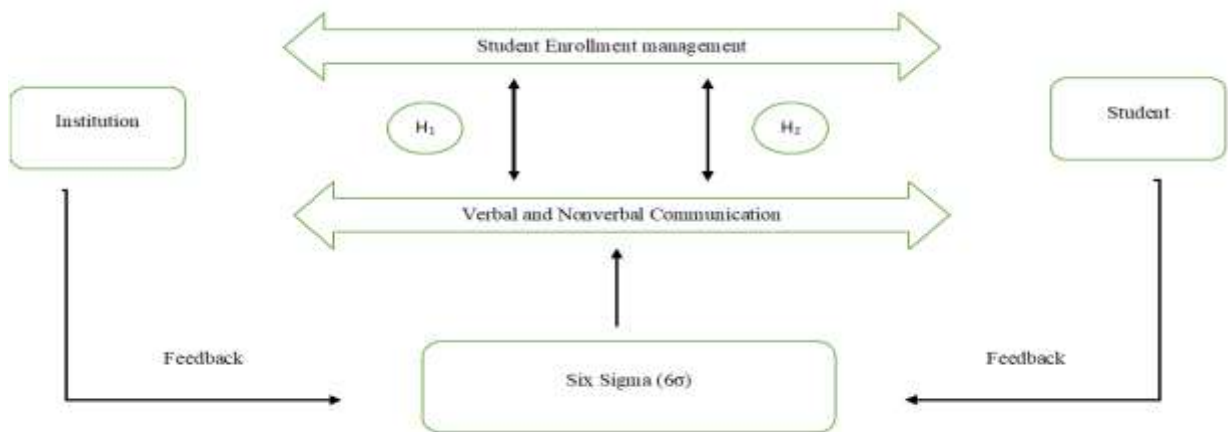 Student Enrollment management
Institution
Student
H₁
H₂
Verbal and Nonverbal Communication
Feedback
Feedback
Six Sigma (6σ)